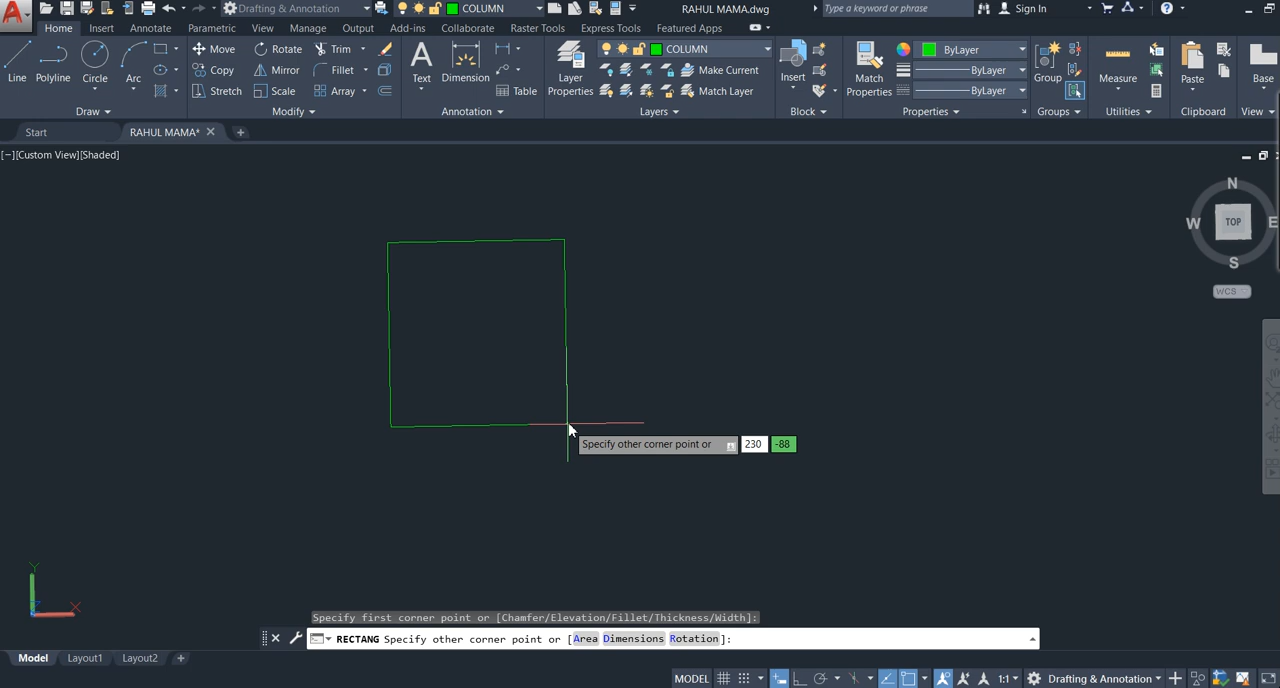 Drafting & Annotation
COLUMN
RAHUL MAMA.dwg
Type a keyword or phrase
Sign In
Home Insert Annotate Parametric View Manage Output Add-ins Collaborate Express Tools Raster Tools Featured Apps
Line Polyline Circle Arc
Move Rotate Trim
Copy Mirror Fillet
Stretch Scale Array
Text Dimension
Table
Layer Properties
COLUMN
Make Current
Match Layer
Insert
Match Properties
ByLayer
ByLayer
ByLayer
Group
Measure
Paste
Base
Draw Modify Annotation Layers Block Properties Groups Utilities Clipboard View
Start RAHUL MAMA*
[−][Custom View][Shaded]
N
W TOP E
S
WCS
Specify other corner point or 230 -88
Y
X
Z
Specify first corner point or [Chamfer/Elevation/Fillet/Thickness/Width]:
RECTANG Specify other corner point or [Area Dimensions Rotation]:
Model Layout1 Layout2
MODEL 1:1 Drafting & Annotation